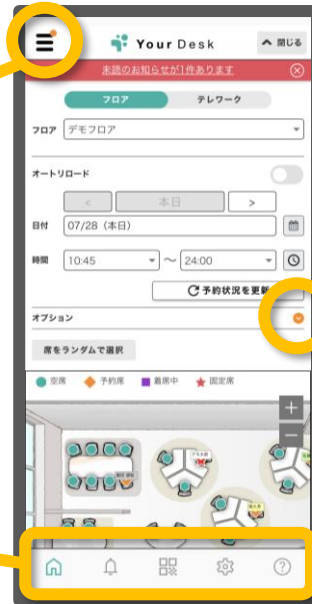 Your Desk
閉じる
未読のお知らせが1件あります
フロア テレワーク
フロア デモフロア
オートリロード
< 本日 >
日付 07/28（本日）
時間 10:45 ～ 24:00
予約状況を更新
オプション
席をランダムで選択
空席 予約席 着席中 固定席
+
−
?